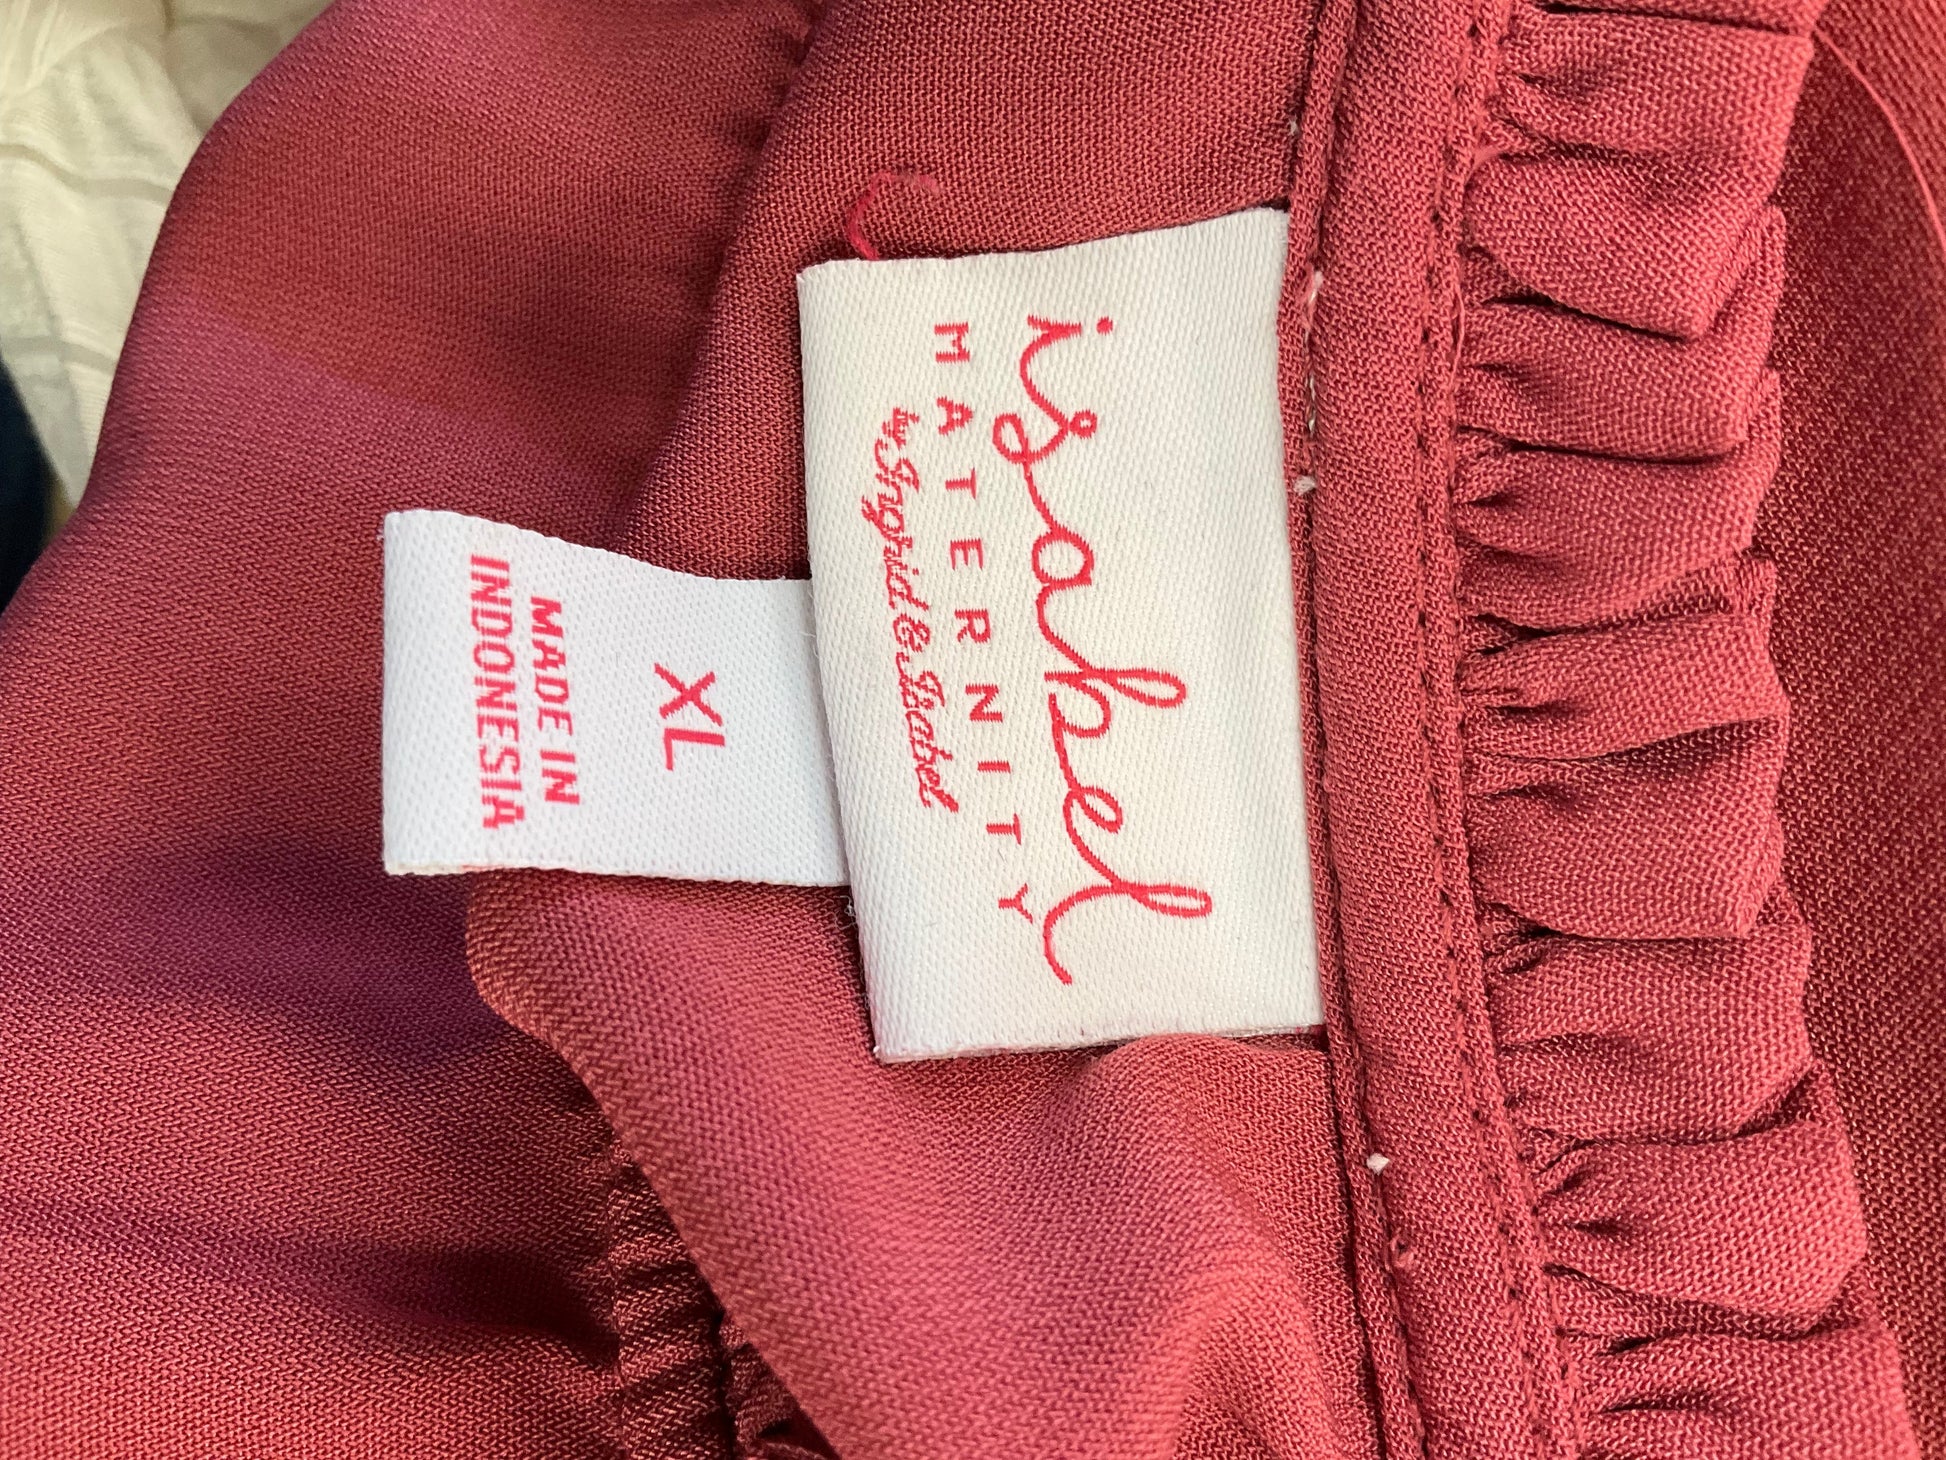 isabel
MATERNITY
by Ingrid & Isabel
XL
MADE IN
INDONESIA